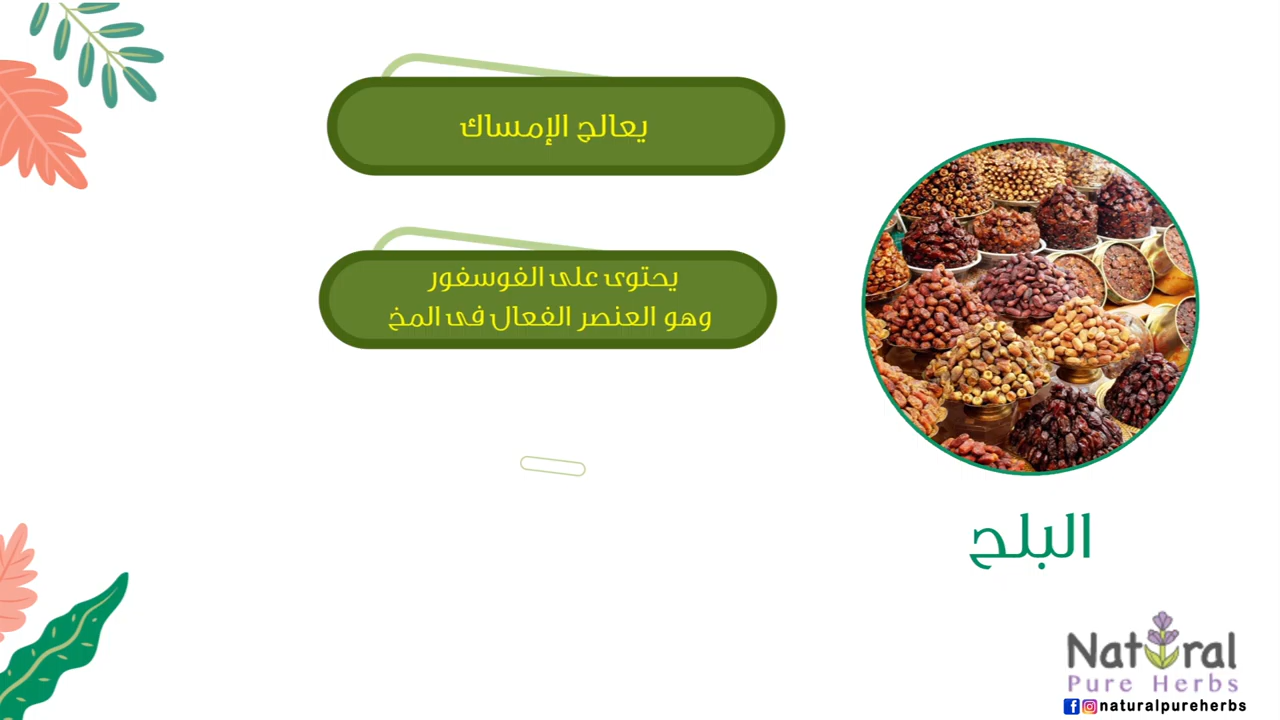 يعالج الإمساك
يحتوى على الفوسفور
وهو العنصر الفعال فى المخ
البلح
Natural
Pure Herbs
naturalpureherbs